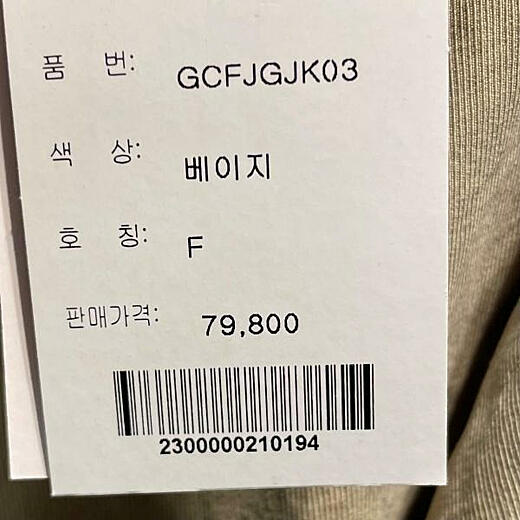 품 번: GCFJGJK03
색 상: 베이지
호 칭: F
판매가격: 79,800
2300000210194